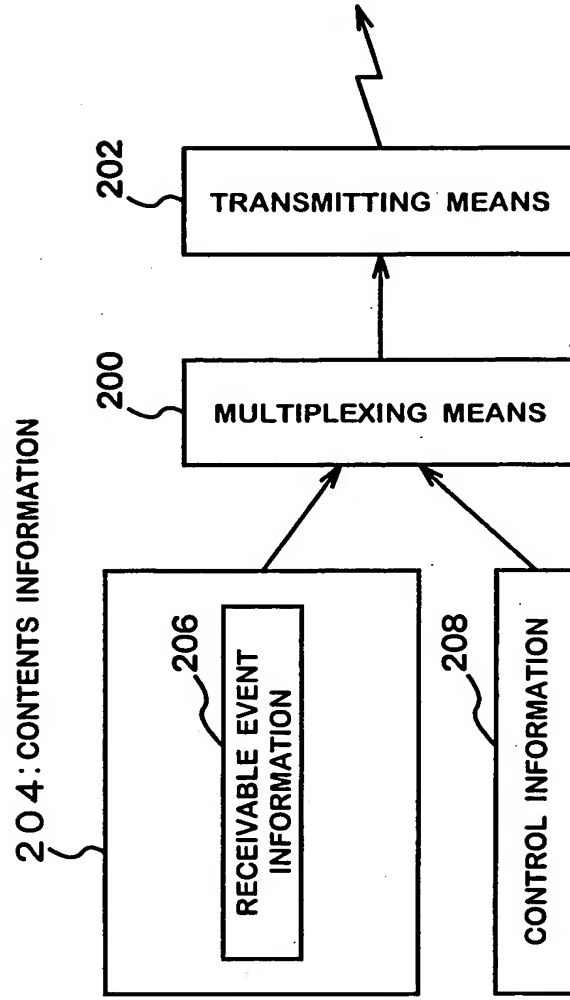 204: CONTENTS INFORMATION
206
RECEIVABLE EVENT
INFORMATION
208
CONTROL INFORMATION
200
MULTIPLEXING MEANS
202
TRANSMITTING MEANS